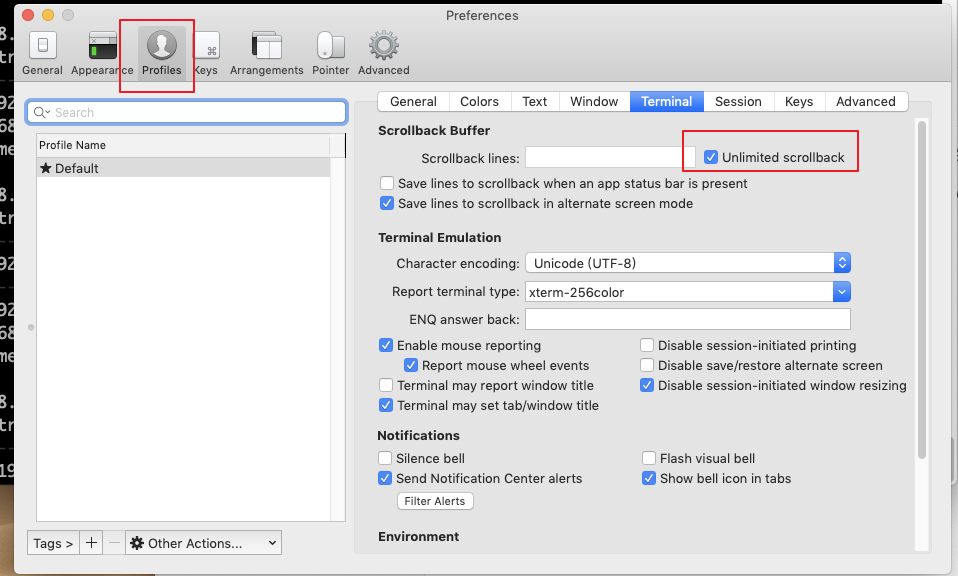 Preferences
General Appearance Profiles Keys Arrangements Pointer Advanced
Search
Profile Name
Default
Tags > + − Other Actions...
General Colors Text Window Terminal Session Keys Advanced
Scrollback Buffer
Scrollback lines: Unlimited scrollback
Save lines to scrollback when an app status bar is present
Save lines to scrollback in alternate screen mode
Terminal Emulation
Character encoding: Unicode (UTF-8)
Report terminal type: xterm-256color
ENQ answer back:
Enable mouse reporting Disable session-initiated printing
Report mouse wheel events Disable save/restore alternate screen
Terminal may report window title Disable session-initiated window resizing
Terminal may set tab/window title
Notifications
Silence bell Flash visual bell
Send Notification Center alerts Show bell icon in tabs
Filter Alerts
Environment